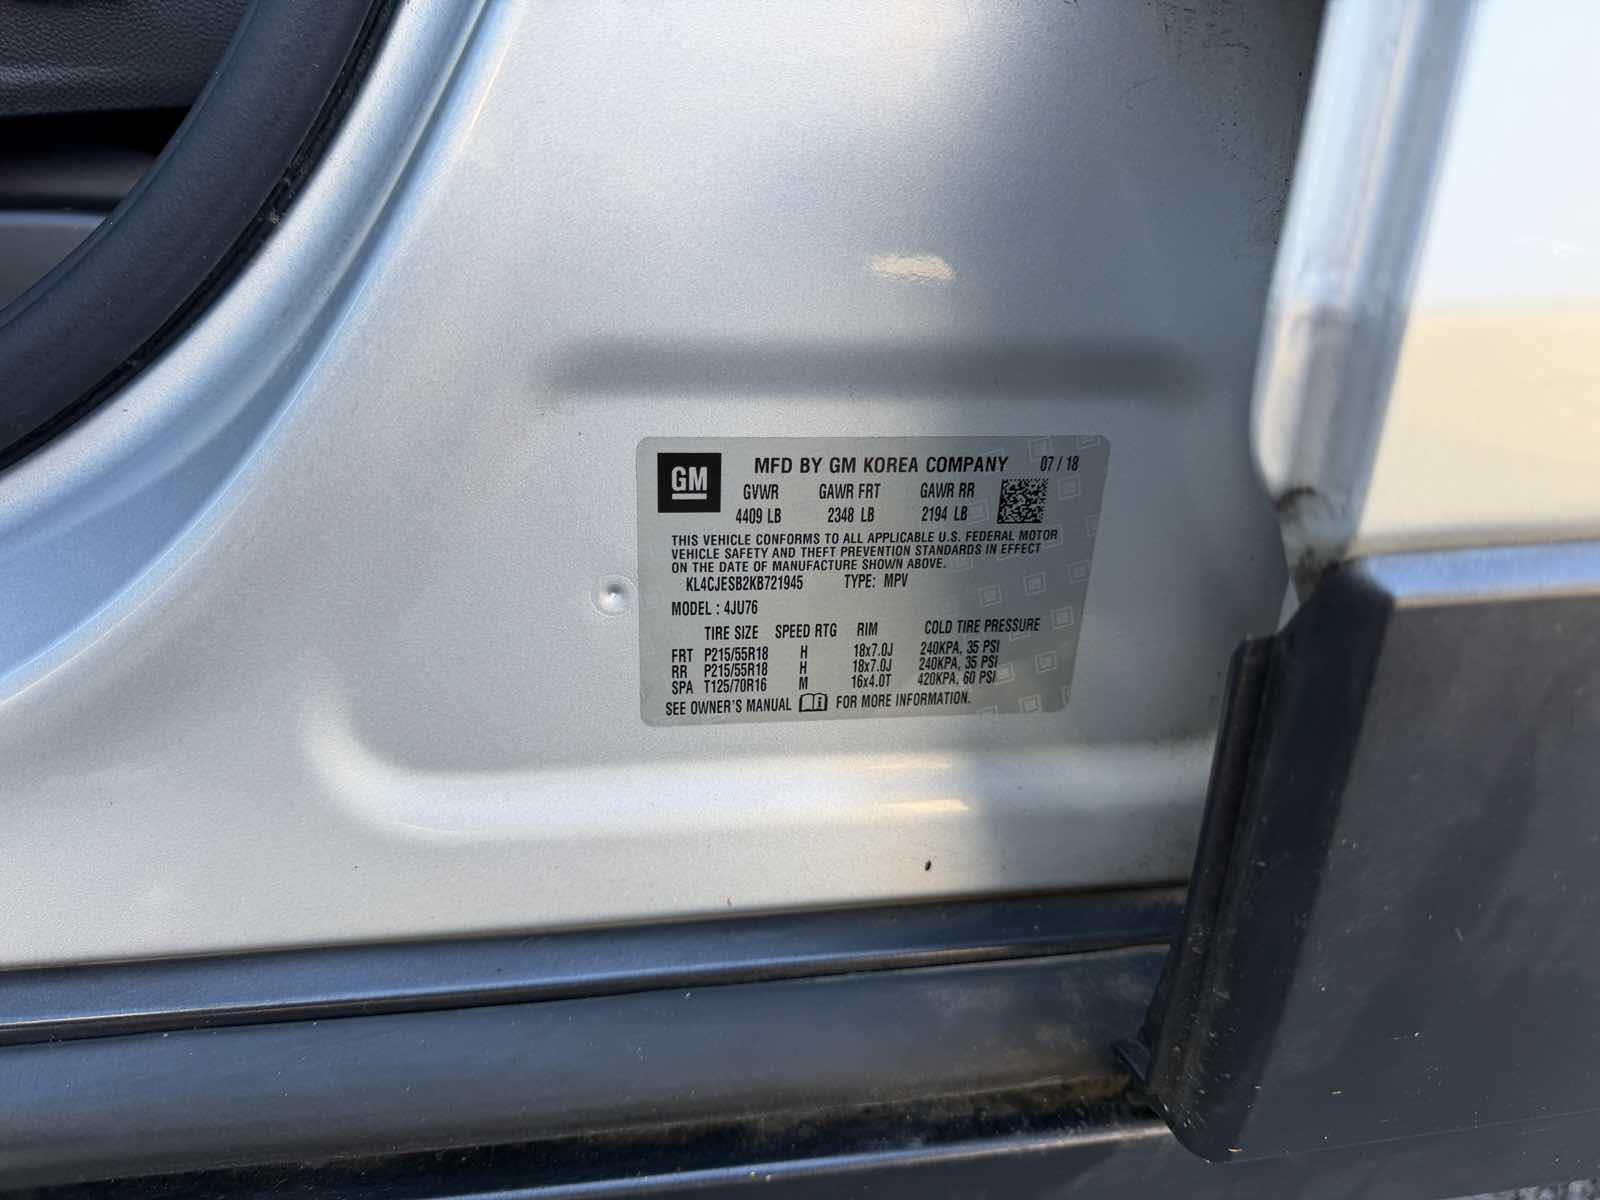 GM MFD BY GM KOREA COMPANY 07 / 18
GVWR GAWR FRT GAWR RR
4409 LB 2348 LB 2194 LB
THIS VEHICLE CONFORMS TO ALL APPLICABLE U.S. FEDERAL MOTOR
VEHICLE SAFETY AND THEFT PREVENTION STANDARDS IN EFFECT
ON THE DATE OF MANUFACTURE SHOWN ABOVE.
KL4CJESB2KB721945 TYPE: MPV
MODEL : 4JU76
TIRE SIZE SPEED RTG RIM COLD TIRE PRESSURE
FRT P215/55R18 H 18x7.0J 240KPA, 35 PSI
RR P215/55R18 H 18x7.0J 240KPA, 35 PSI
SPA T125/70R16 M 16x4.0T 420KPA, 60 PSI
SEE OWNER'S MANUAL FOR MORE INFORMATION.